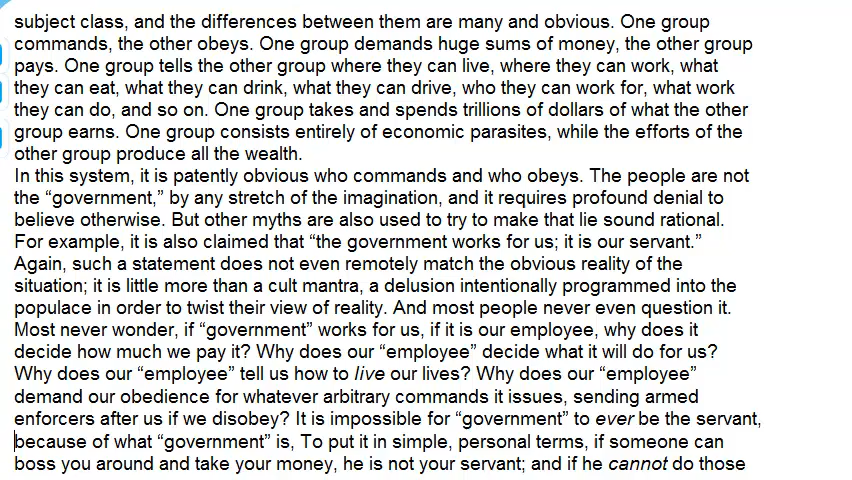 subject class, and the differences between them are many and obvious. One group
commands, the other obeys. One group demands huge sums of money, the other group
pays. One group tells the other group where they can live, where they can work, what
they can eat, what they can drink, what they can drive, who they can work for, what work
they can do, and so on. One group takes and spends trillions of dollars of what the other
group earns. One group consists entirely of economic parasites, while the efforts of the
other group produce all the wealth.
In this system, it is patently obvious who commands and who obeys. The people are not
the “government,” by any stretch of the imagination, and it requires profound denial to
believe otherwise. But other myths are also used to try to make that lie sound rational.
For example, it is also claimed that “the government works for us; it is our servant.”
Again, such a statement does not even remotely match the obvious reality of the
situation; it is little more than a cult mantra, a delusion intentionally programmed into the
populace in order to twist their view of reality. And most people never even question it.
Most never wonder, if “government” works for us, if it is our employee, why does it
decide how much we pay it? Why does our “employee” decide what it will do for us?
Why does our “employee” tell us how to live our lives? Why does our “employee”
demand our obedience for whatever arbitrary commands it issues, sending armed
enforcers after us if we disobey? It is impossible for “government” to ever be the servant,
because of what “government” is, To put it in simple, personal terms, if someone can
boss you around and take your money, he is not your servant; and if he cannot do those